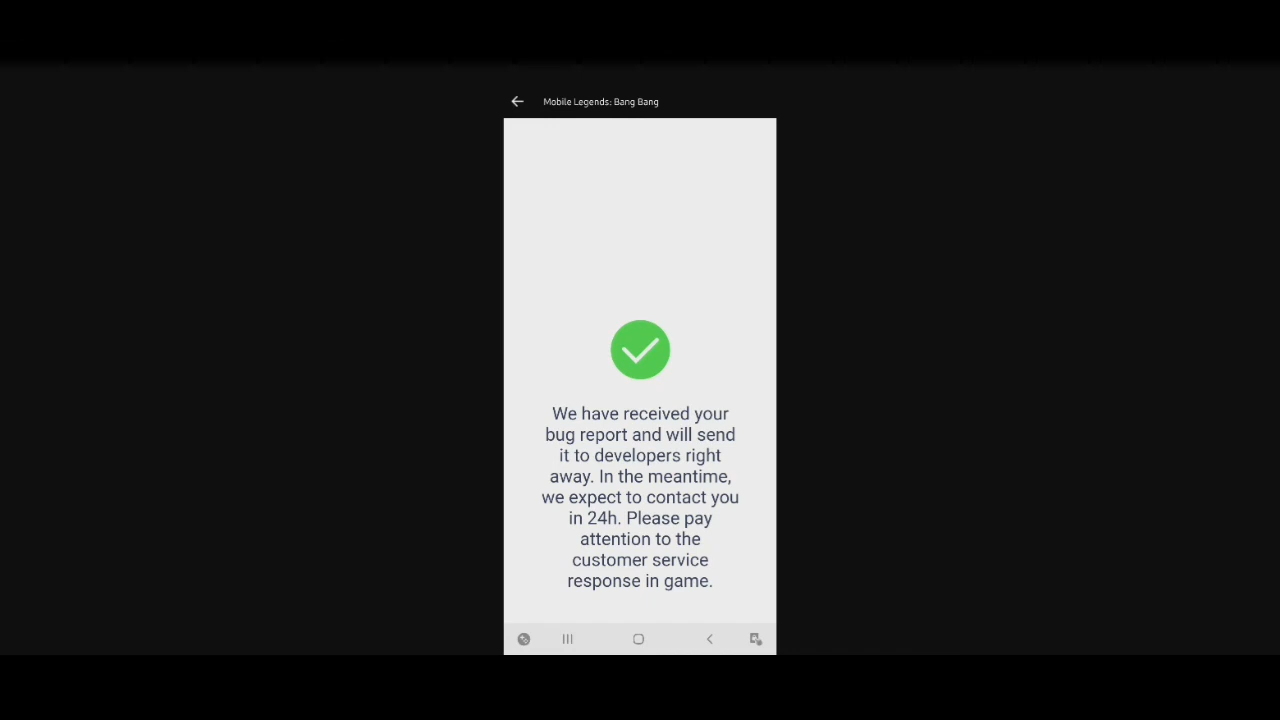 Mobile Legends: Bang Bang
We have received your
bug report and will send
it to developers right
away. In the meantime,
we expect to contact you
in 24h. Please pay
attention to the
customer service
response in game.